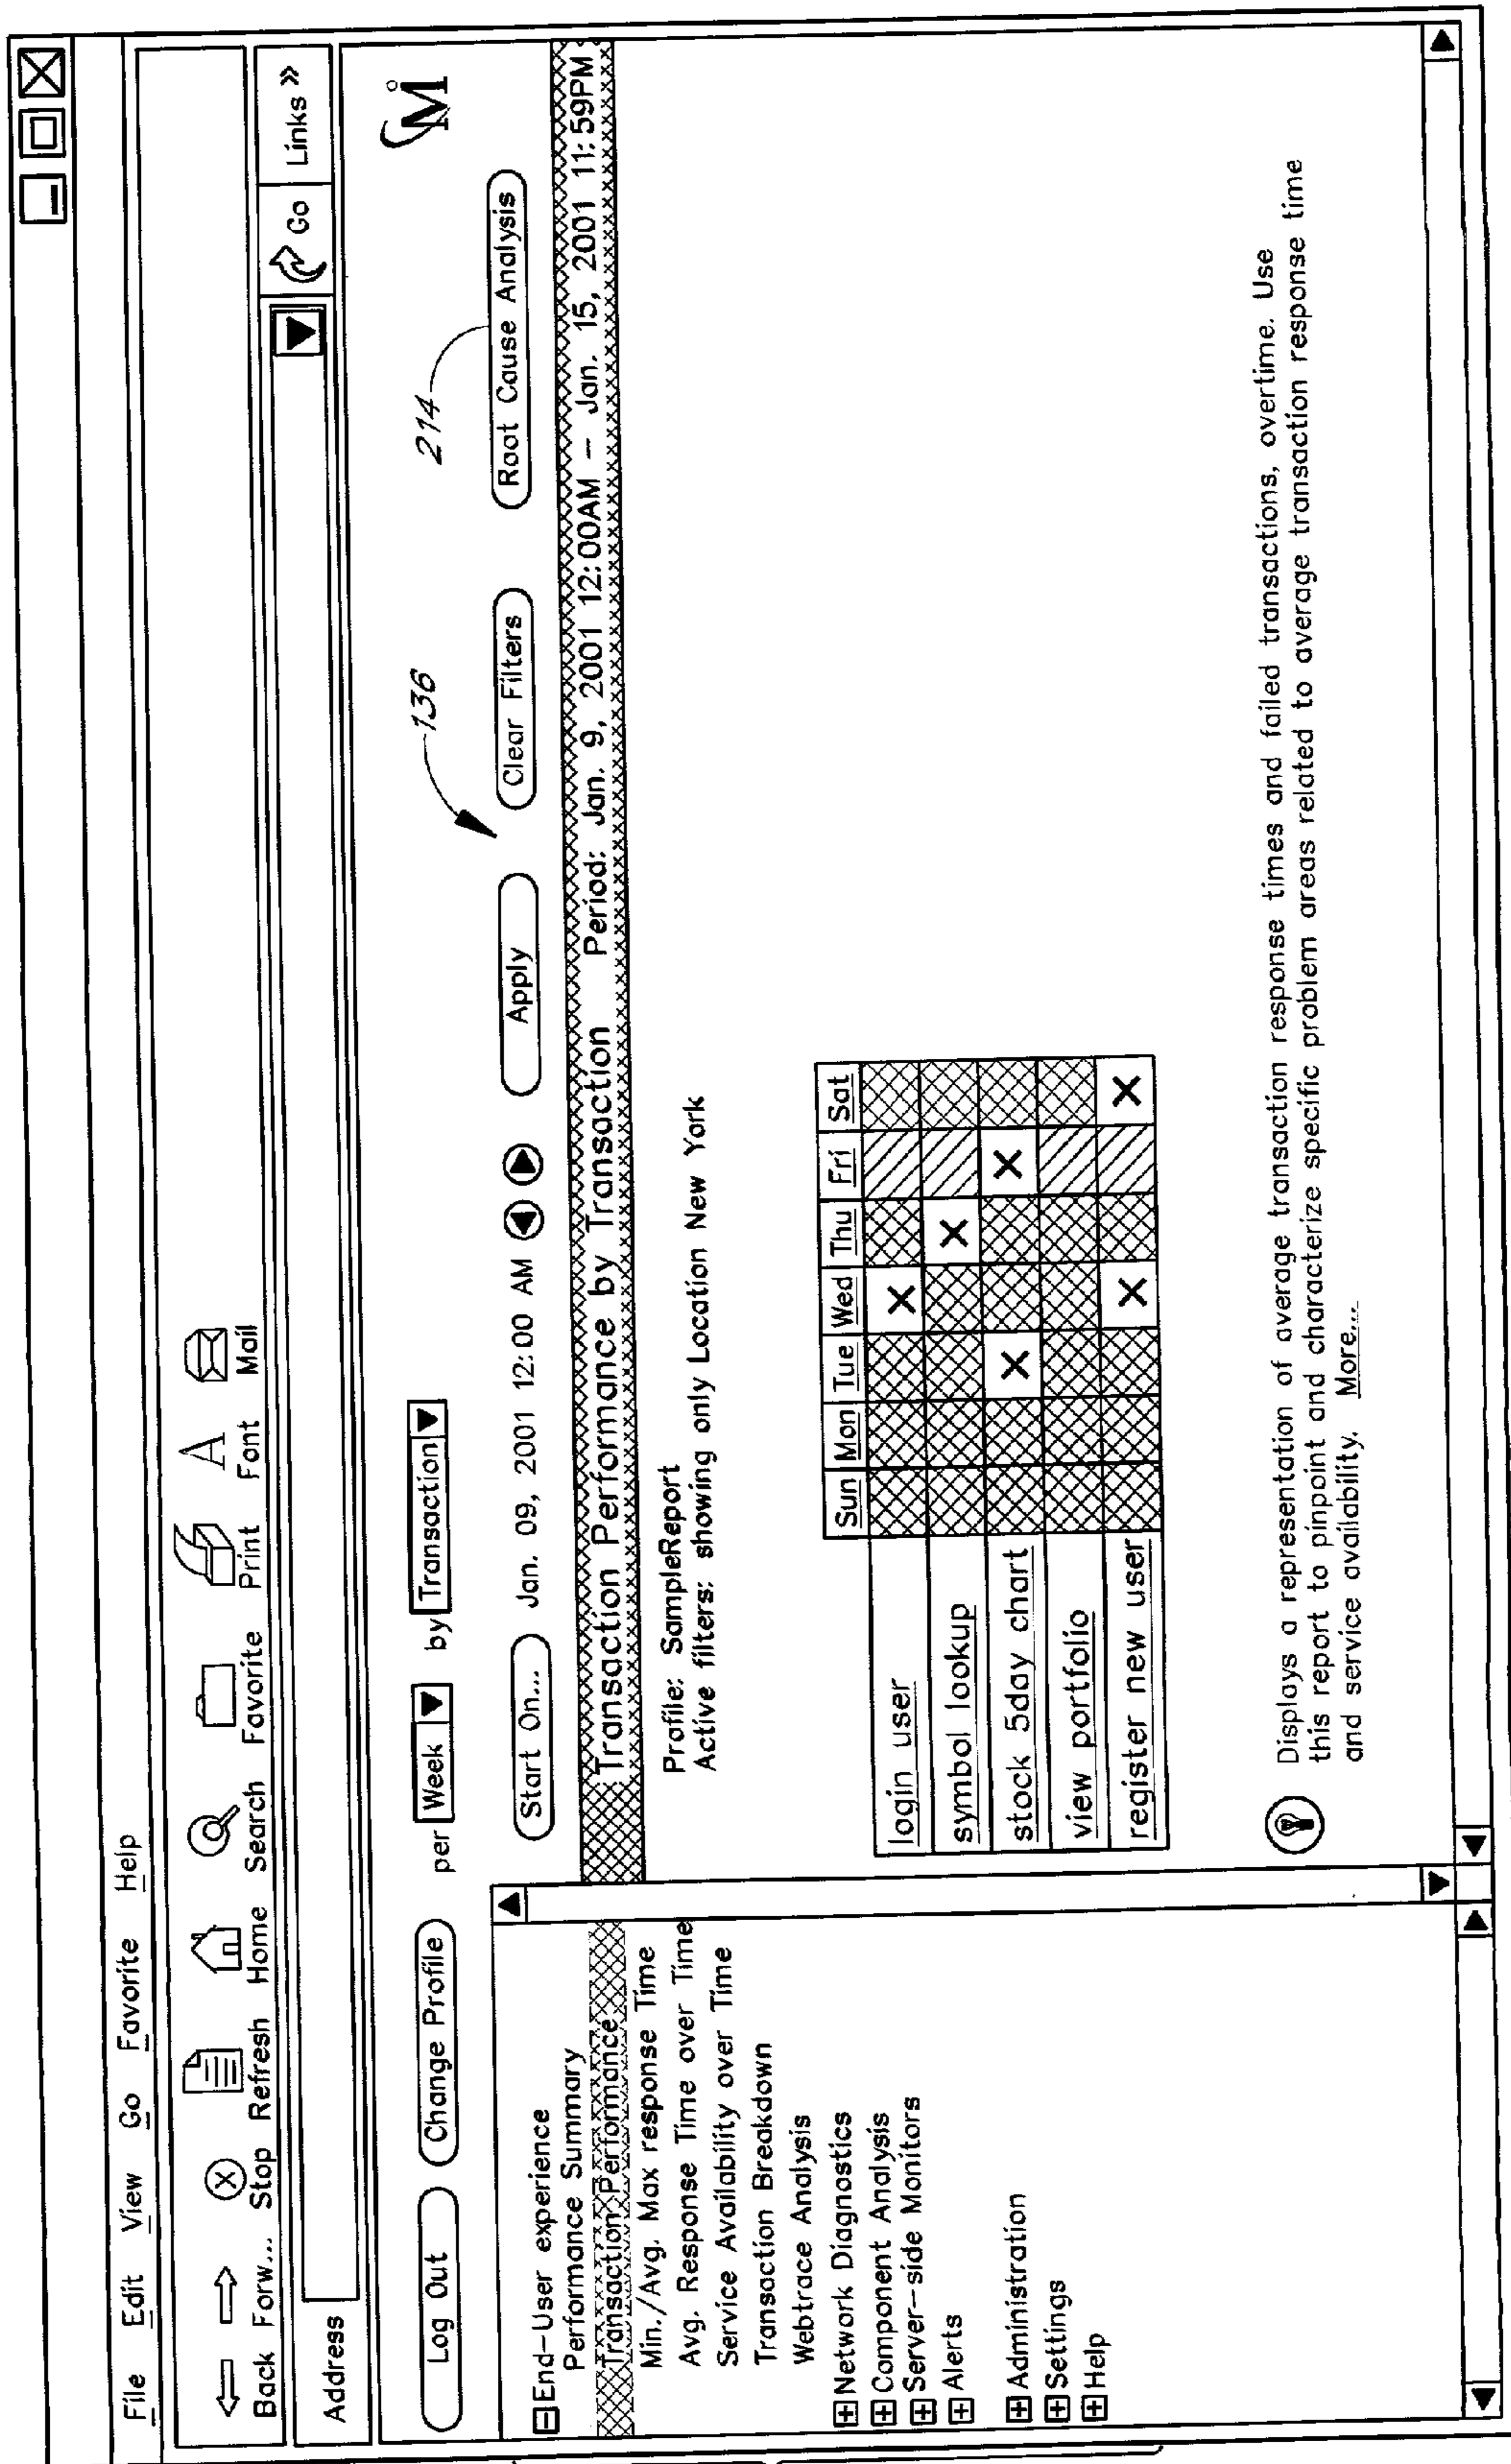 File Edit View Go Favorite Help
Back Forw... Stop Refresh Home Search Favorite Print Font Mail
Address
Go Links »
Log Out Change Profile per Week by Transaction
M
136
214
Start On... Jan. 09, 2001 12:00 AM Apply Clear Filters Root Cause Analysis
Transaction Performance by Transaction Period: Jan. 9, 2001 12:00AM – Jan. 15, 2001 11:59PM
End–User experience
Performance Summary
Transaction Performance
Min./Avg. Max response Time
Avg. Response Time over Time
Service Availability over Time
Transaction Breakdown
Webtrace Analysis
Network Diagnostics
Component Analysis
Server–side Monitors
Alerts
Administration
Settings
Help
Profile: SampleReport
Active filters: showing only Location New York
Sun Mon Tue Wed Thu Fri Sat
login user
symbol lookup
stock 5day chart
view portfolio
register new user
Displays a representation of average transaction response times and failed transactions, overtime. Use
this report to pinpoint and characterize specific problem areas related to average transaction response time
and service availability. More...